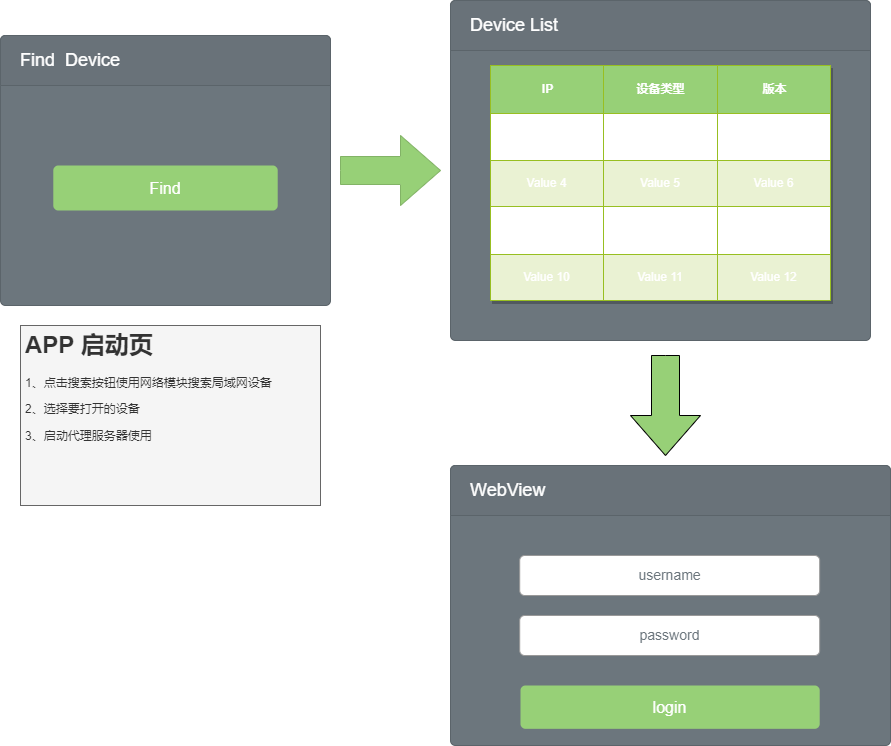 Find Device
Find
APP 启动页
1、点击搜索按钮使用网络模块搜索局域网设备
2、选择要打开的设备
3、启动代理服务器使用
Device List
IP 设备类型 版本
Value 4 Value 5 Value 6
Value 10 Value 11 Value 12
WebView
username
password
login